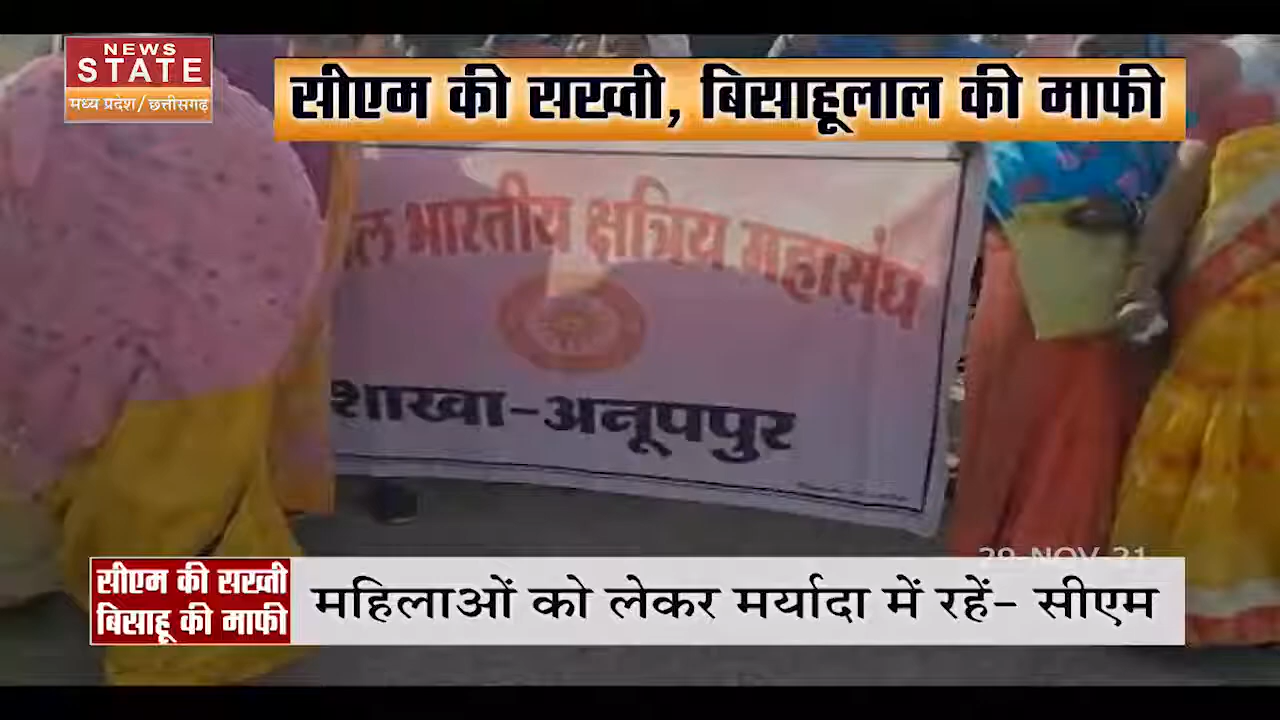 NEWS
STATE
मध्य प्रदेश/छत्तीसगढ़
सीएम की सख्ती, बिसाहूलाल की माफी
भारतीय क्षत्रिय महासंघ
शाखा-अनूपपुर
29-NOV-21
सीएम की सख्ती
बिसाहू की माफी
महिलाओं को लेकर मर्यादा में रहें- सीएम